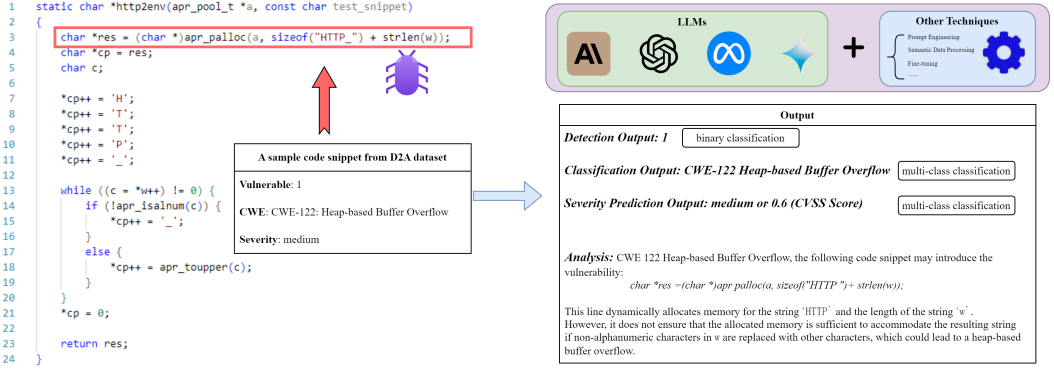 1 static char *http2env(apr_pool_t *a, const char test_snippet)
2 {
3 char *res = (char *)apr_palloc(a, sizeof("HTTP_") + strlen(w));
4 char *cp = res;
5 char c;
6
7 *cp++ = 'H';
8 *cp++ = 'T';
9 *cp++ = 'T';
10 *cp++ = 'P';
11 *cp++ = '_';
12
13 while ((c = *w++) != 0) {
14 if (!apr_isalnum(c)) {
15 *cp++ = '_';
16 }
17 else {
18 *cp++ = apr_toupper(c);
19 }
20 }
21 *cp = 0;
22
23 return res;
24 }
A sample code snippet from D2A dataset
Vulnerable: 1
CWE: CWE-122: Heap-based Buffer Overflow
Severity: medium
LLMs
AI
+
Other Techniques
Prompt Engineering
Semantic Data Processing
Fine-tuning
......
Output
Detection Output: 1 binary classification
Classification Output: CWE-122 Heap-based Buffer Overflow multi-class classification
Severity Prediction Output: medium or 0.6 (CVSS Score) multi-class classification
Analysis: CWE 122 Heap-based Buffer Overflow, the following code snippet may introduce the
vulnerability:
char *res =(char *)apr palloc(a, sizeof("HTTP ")+ strlen(w));
This line dynamically allocates memory for the string `HTTP` and the length of the string `w`.
However, it does not ensure that the allocated memory is sufficient to accommodate the resulting string
if non-alphanumeric characters in w are replaced with other characters, which could lead to a heap-based
buffer overflow.